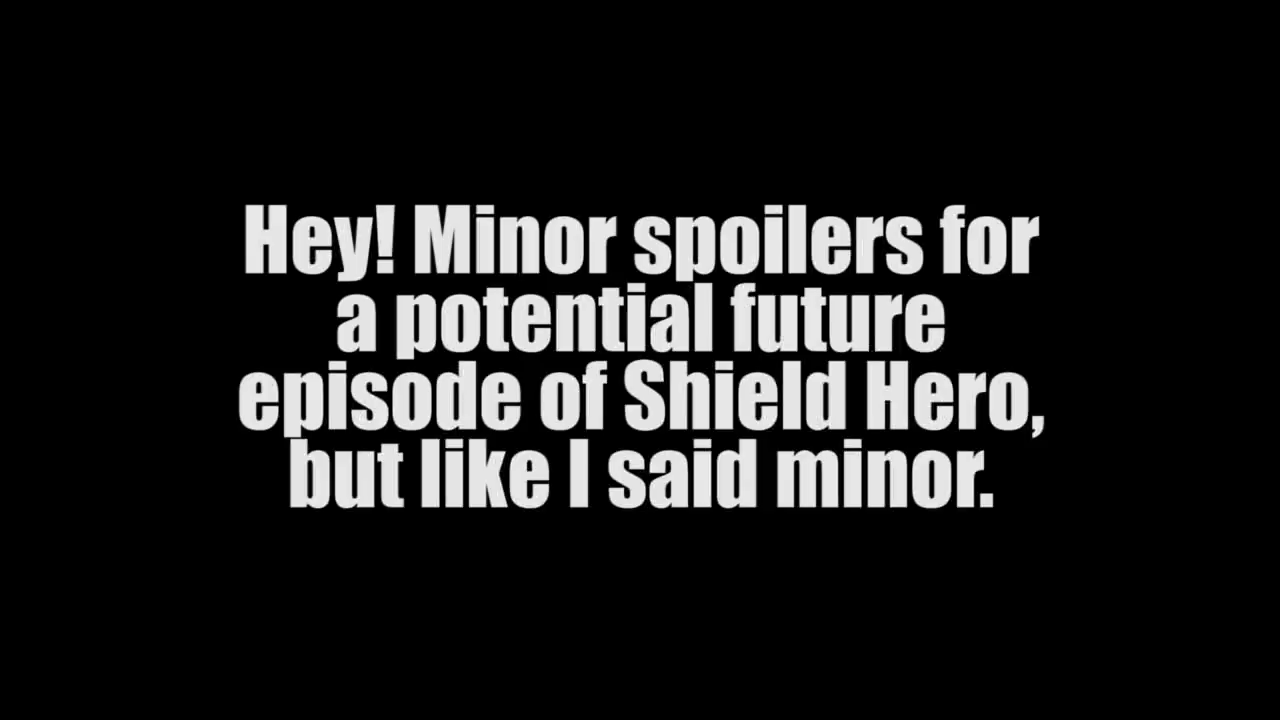 Hey! Minor spoilers for
a potential future
episode of Shield Hero,
but like I said minor.